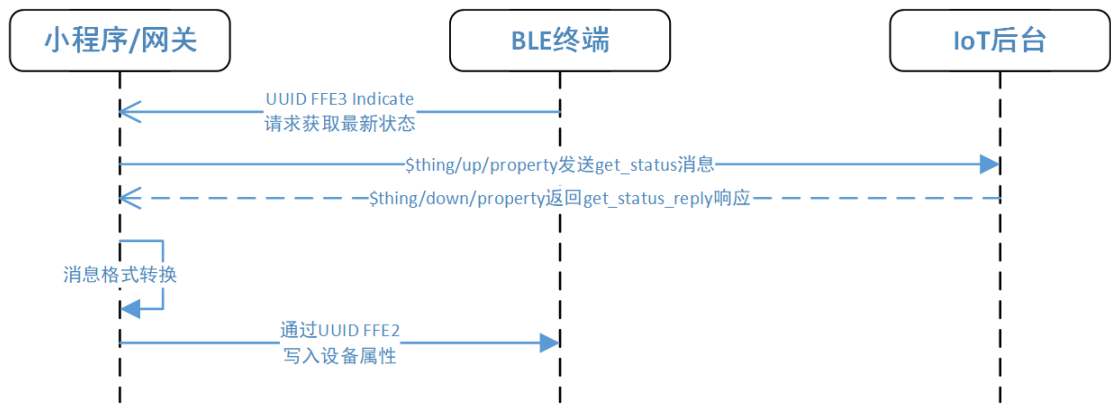 小程序/网关
BLE终端
IoT后台
UUID FFE3 Indicate
请求获取最新状态
$thing/up/property发送get_status消息
$thing/down/property返回get_status_reply响应
消息格式转换
通过UUID FFE2
写入设备属性